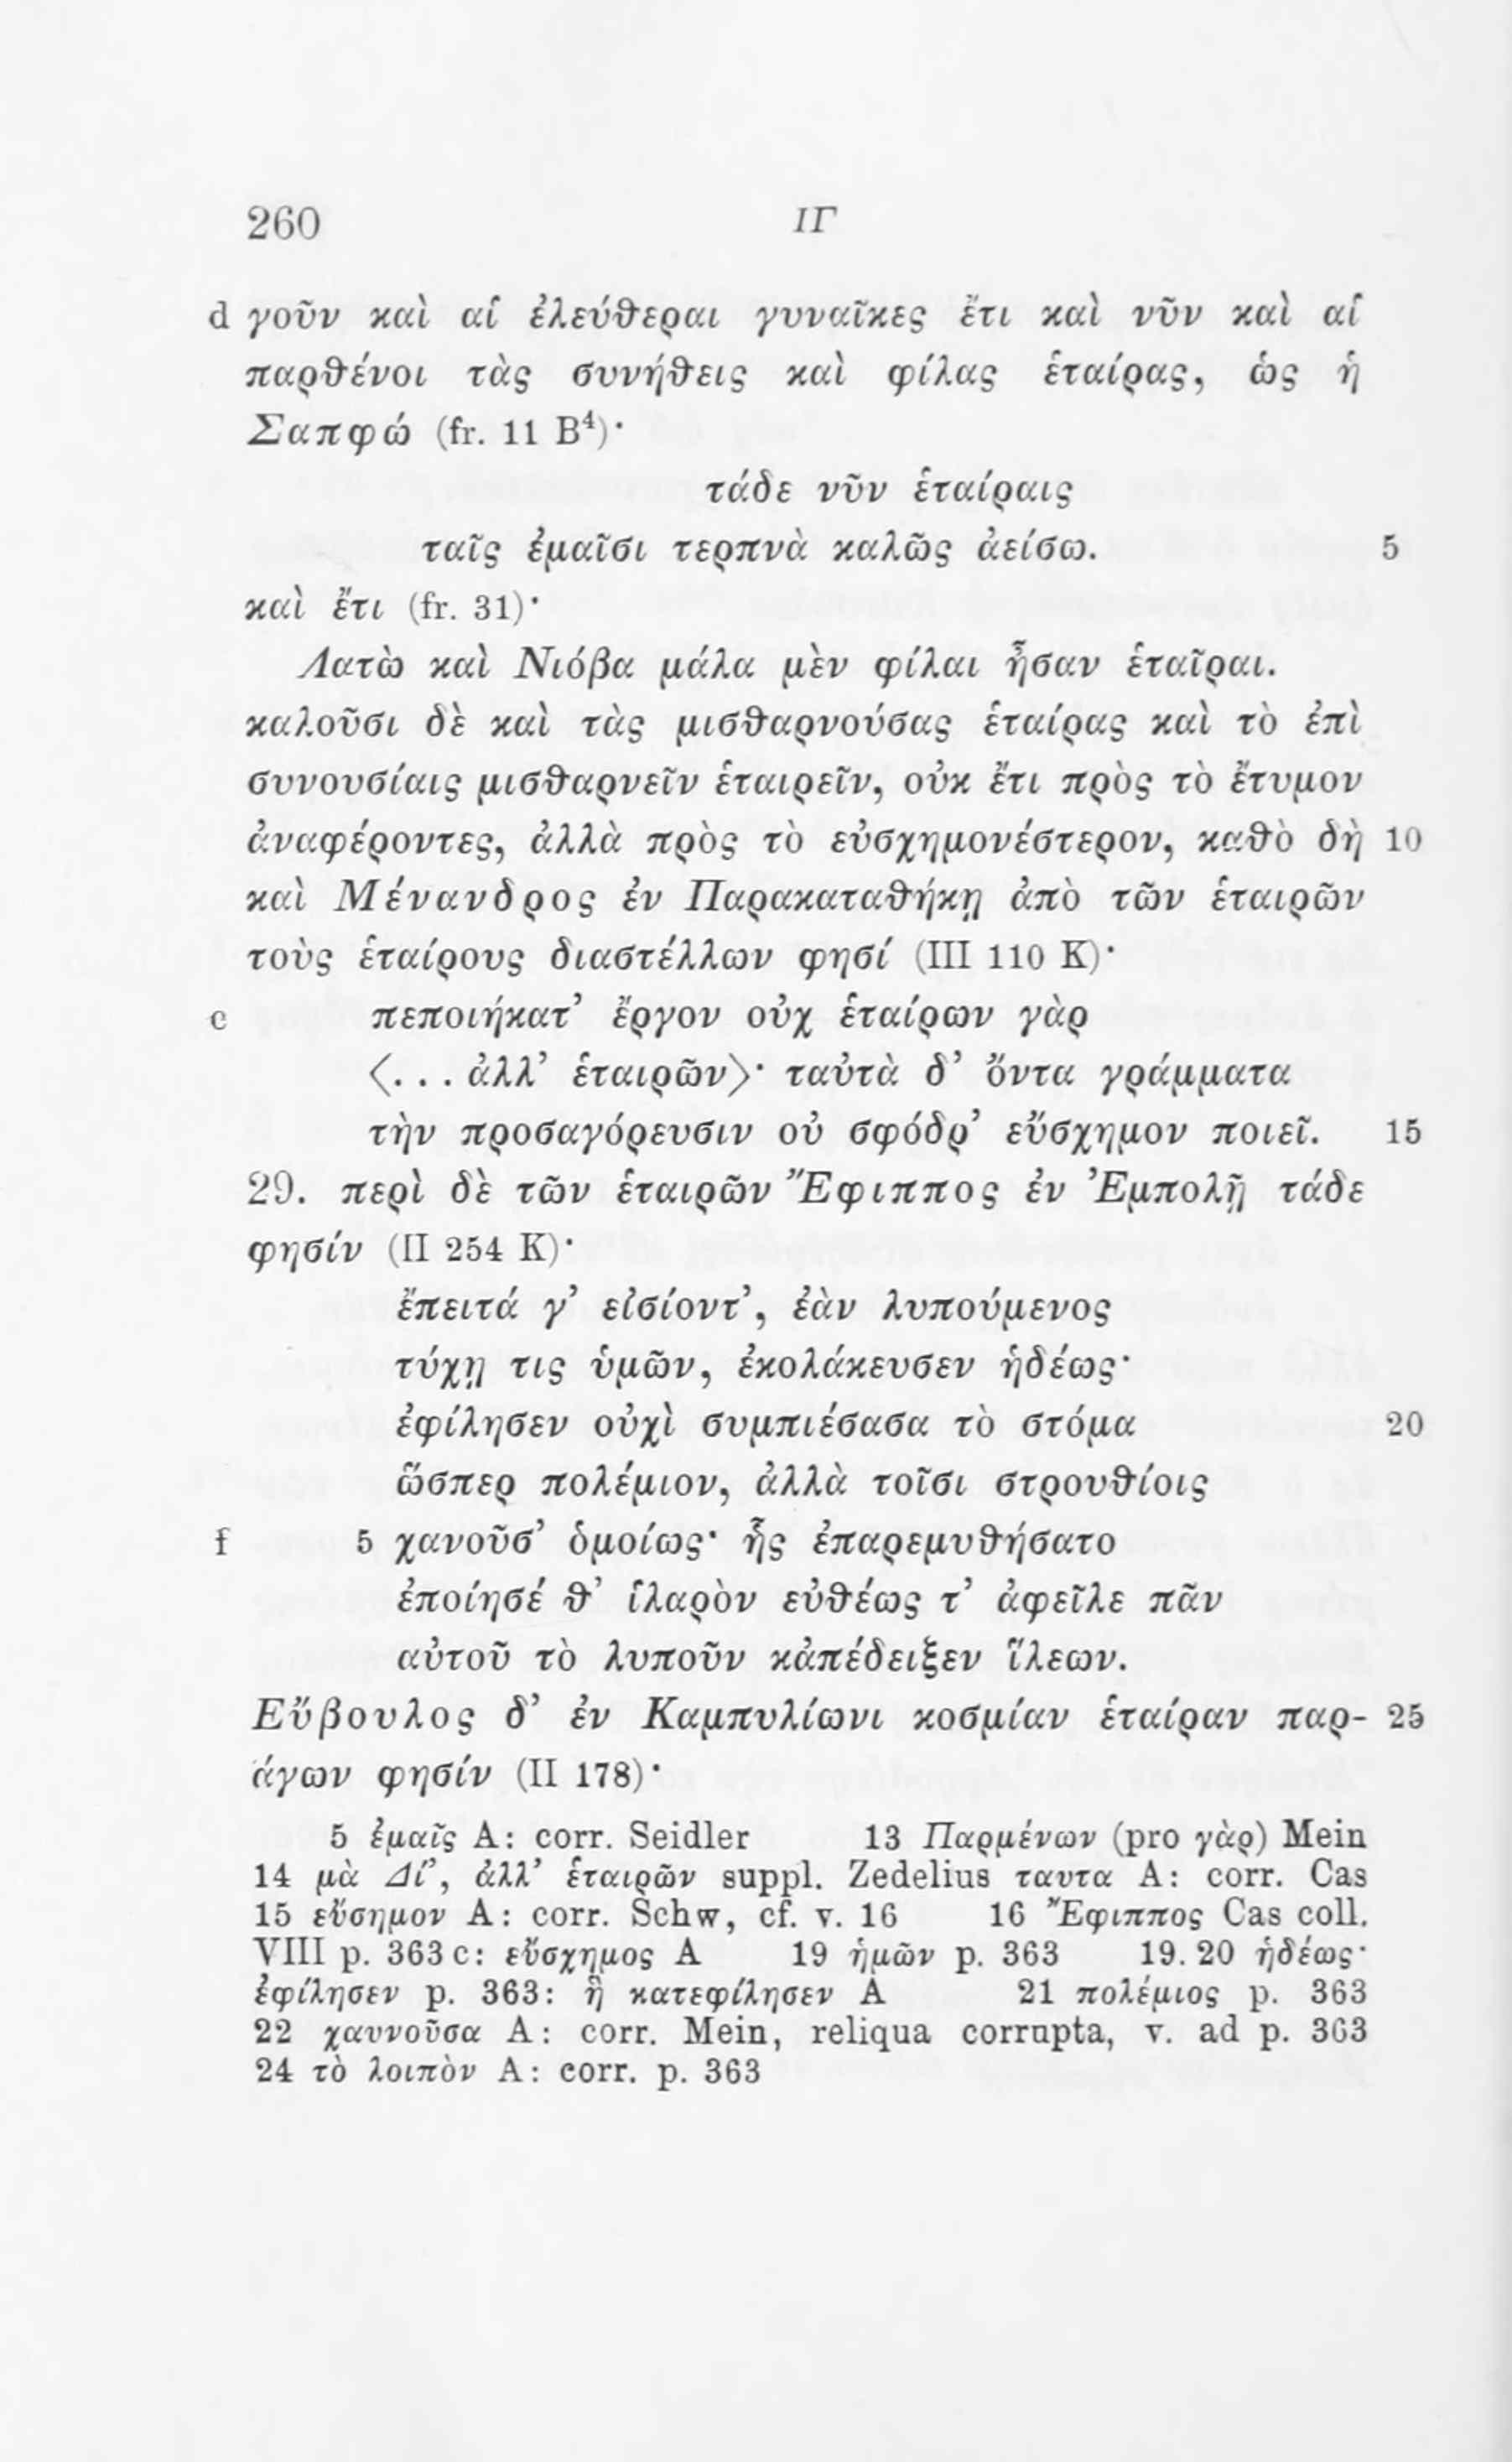 260 ΙΓ
d γοῦν καὶ αἱ ἐλεύθεραι γυναῖκες ἔτι καὶ νῦν καὶ αἱ
παρθένοι τὰς συνήθεις καὶ φίλας ἑταίρας, ὡς ἡ
Σαπφώ (fr. 11 B⁴)·
τάδε νῦν ἑταίραις
ταῖς ἐμαῖσι τερπνὰ καλῶς ἀείσω. 5
καὶ ἔτι (fr. 31)·
Λατὼ καὶ Νιόβα μάλα μὲν φίλαι ἦσαν ἑταῖραι.
καλοῦσι δὲ καὶ τὰς μισθαρνούσας ἑταίρας καὶ τὸ ἐπὶ
συνουσίαις μισθαρνεῖν ἑταιρεῖν, οὐκ ἔτι πρὸς τὸ ἔτυμον
ἀναφέροντες, ἀλλὰ πρὸς τὸ εὐσχημονέστερον, καθὸ δὴ 10
καὶ Μένανδρος ἐν Παρακαταθήκῃ ἀπὸ τῶν ἑταιρῶν
τοὺς ἑταίρους διαστέλλων φησί (III 110 K)·
e πεποιήκατ’ ἔργον οὐχ ἑταίρων γὰρ
<... ἀλλ’ ἑταιρῶν>· ταὐτὰ δ’ ὄντα γράμματα
τὴν προσαγόρευσιν οὐ σφόδρ’ εὔσχημον ποιεῖ. 15
29. περὶ δὲ τῶν ἑταιρῶν Ἔφιππος ἐν Ἐμπολῇ τάδε
φησίν (II 254 K)·
ἔπειτά γ’ εἰσίοντ’, ἐὰν λυπούμενος
τύχῃ τις ὑμῶν, ἐκολάκευσεν ἡδέως·
ἐφίλησεν οὐχὶ συμπιέσασα τὸ στόμα 20
ὥσπερ πολέμιον, ἀλλὰ τοῖσι στρουθίοις
f 5 χανοῦσ’ ὁμοίως· ἧς ἐπαρεμυθήσατο
ἐποίησέ θ’ ἱλαρὸν εὐθέως τ’ ἀφεῖλε πᾶν
αὐτοῦ τὸ λυποῦν κἀπέδειξεν ἵλεων.
Εὔβουλος δ’ ἐν Καμπυλίωνι κοσμίαν ἑταίραν παρ- 25
άγων φησίν (II 178)·
5 ἐμαῖς A: corr. Seidler 13 Παρμένων (pro γὰρ) Mein
14 μὰ Δί’, ἀλλ’ ἑταιρῶν suppl. Zedelius ταυτα A: corr. Cas
15 εὔσημον A: corr. Schw, cf. v. 16 16 Ἔφιππος Cas coll.
VIII p. 363 c: εὔσχημος A 19 ἡμῶν p. 363 19. 20 ἡδέως·
ἐφίλησεν p. 363: ἢ κατεφίλησεν A 21 πολέμιος p. 363
22 χαυνοῦσα A: corr. Mein, reliqua corrupta, v. ad p. 363
24 τὸ λοιπὸν A: corr. p. 363